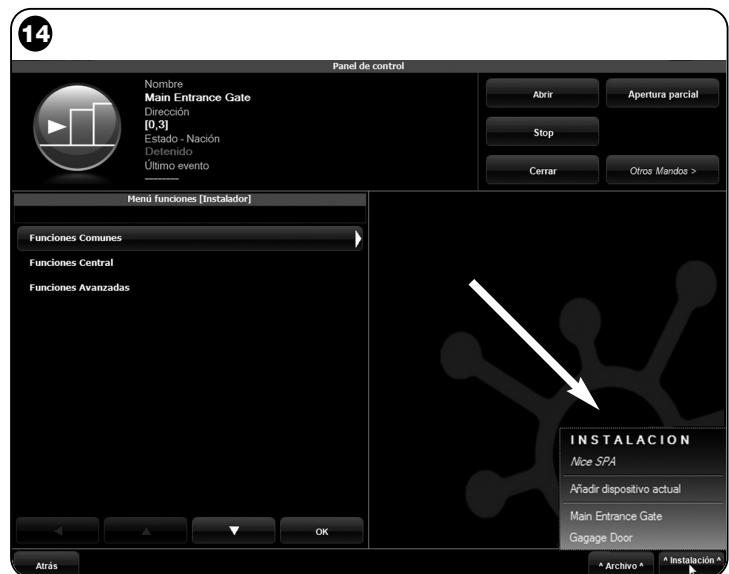 14
Panel de control
Nombre
Main Entrance Gate
Dirección
[0,3]
Estado - Nación
Detenido
Último evento
--------
Abrir
Apertura parcial
Stop
Cerrar
Otros Mandos >
Menú funciones [Instalador]
Funciones Comunes
Funciones Central
Funciones Avanzadas
OK
INSTALACION
Nice SPA
Añadir dispositivo actual
Main Entrance Gate
Gagage Door
Atrás
^ Archivo ^
^ Instalación ^